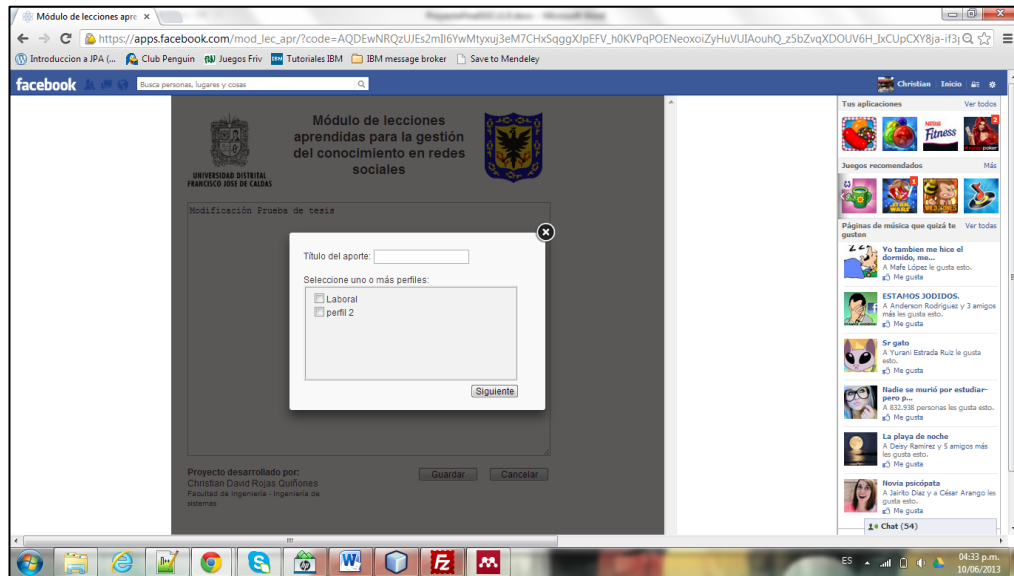 Módulo de lecciones apre
https://apps.facebook.com/mod_lec_apr/?code=
Introduccion a JPA (...
Club Penguin
Juegos Friv
Tutoriales IBM
IBM message broker
Save to Mendeley
facebook
Busca personas, lugares y cosas
Christian
Inicio
UNIVERSIDAD DISTRITAL
FRANCISCO JOSE DE CALDAS
Módulo de lecciones
aprendidas para la gestión
del conocimiento en redes
sociales
Modificación Prueba de tesis
Título del aporte:
Seleccione uno o más perfiles:
Laboral
perfil 2
Siguiente
Guardar
Cancelar
Proyecto desarrollado por:
Christian David Rojas Quiñones
Facultad de Ingeniería - Ingeniería de
sistemas
Tus aplicaciones
Ver todos
Fitness
2
Juegos recomendados
Más
1
Páginas de música que quizá te
gusten
Ver todas
Yo tambien me hice el
dormido, me...
A Mafe López le gusta esto.
Me gusta
ESTAMOS JODIDOS.
A Anderson Rodriguez y 3 amigos
más les gusta esto.
Me gusta
Sr gato
A Yurani Estrada Ruiz le gusta
esto.
Me gusta
Nadie se murió por estudiar-
pero p...
A 832.938 personas les gusta esto.
Me gusta
La playa de noche
A Deisy Ramirez y 5 amigos más
les gusta esto.
Me gusta
Novia psicópata
A Jairito Diaz y a César Arango les
gusta esto.
Me gusta
Chat (54)
ES
04:33 p.m.
10/06/2013